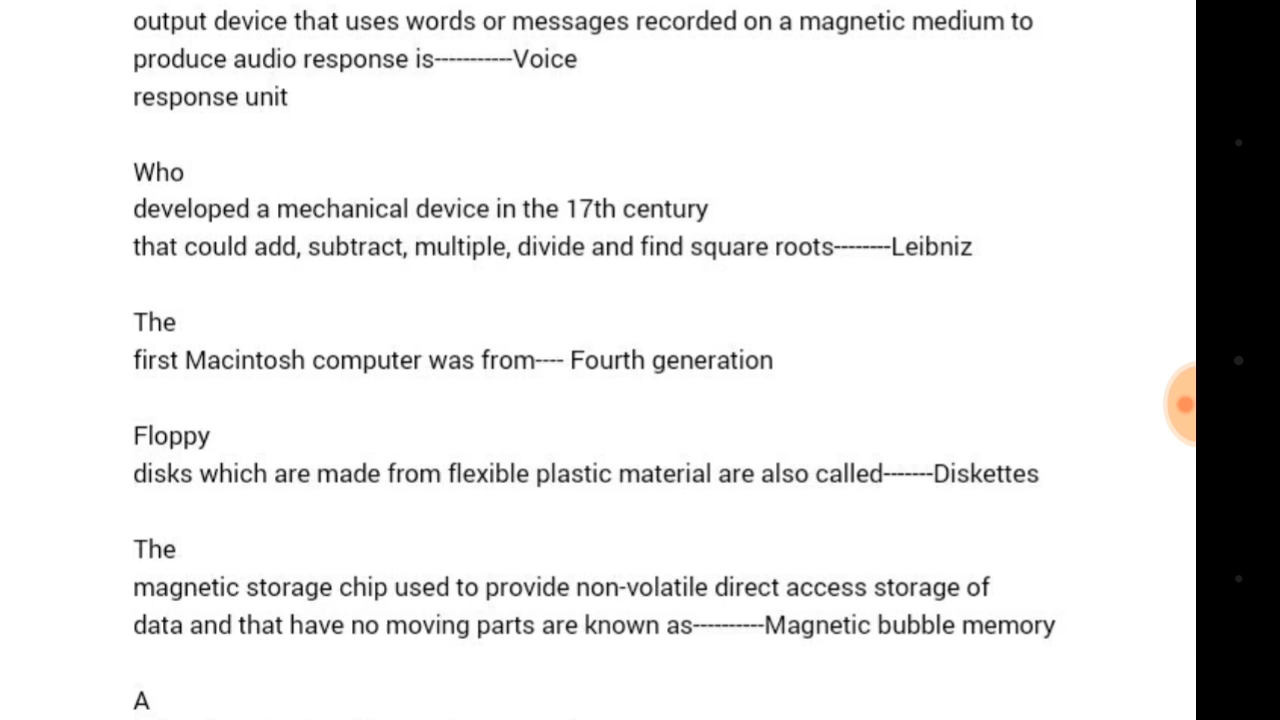 output device that uses words or messages recorded on a magnetic medium to
produce audio response is-----------Voice
response unit
Who
developed a mechanical device in the 17th century
that could add, subtract, multiple, divide and find square roots--------Leibniz
The
first Macintosh computer was from---- Fourth generation
Floppy
disks which are made from flexible plastic material are also called-------Diskettes
The
magnetic storage chip used to provide non-volatile direct access storage of
data and that have no moving parts are known as----------Magnetic bubble memory
A